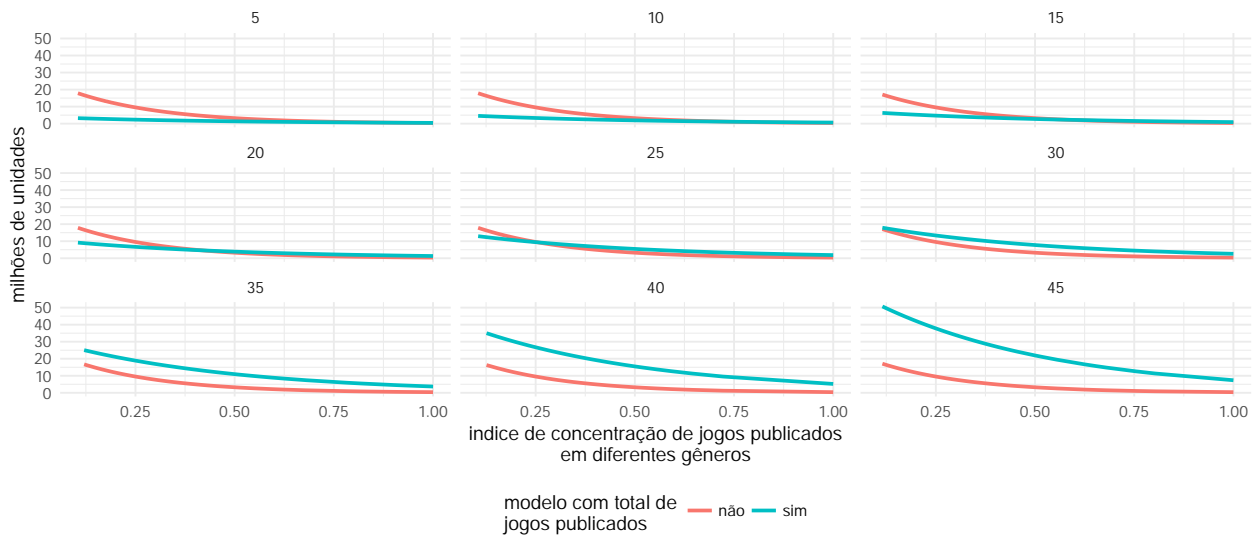 5
10
15
50
40
30
20
10
0
20
25
30
50
40
30
20
10
0
35
40
45
50
40
30
20
10
0
0.25 0.50 0.75 1.00
0.25 0.50 0.75 1.00
0.25 0.50 0.75 1.00
milhões de unidades
indice de concentração de jogos publicados
em diferentes gêneros
modelo com total de
jogos publicados
não
sim